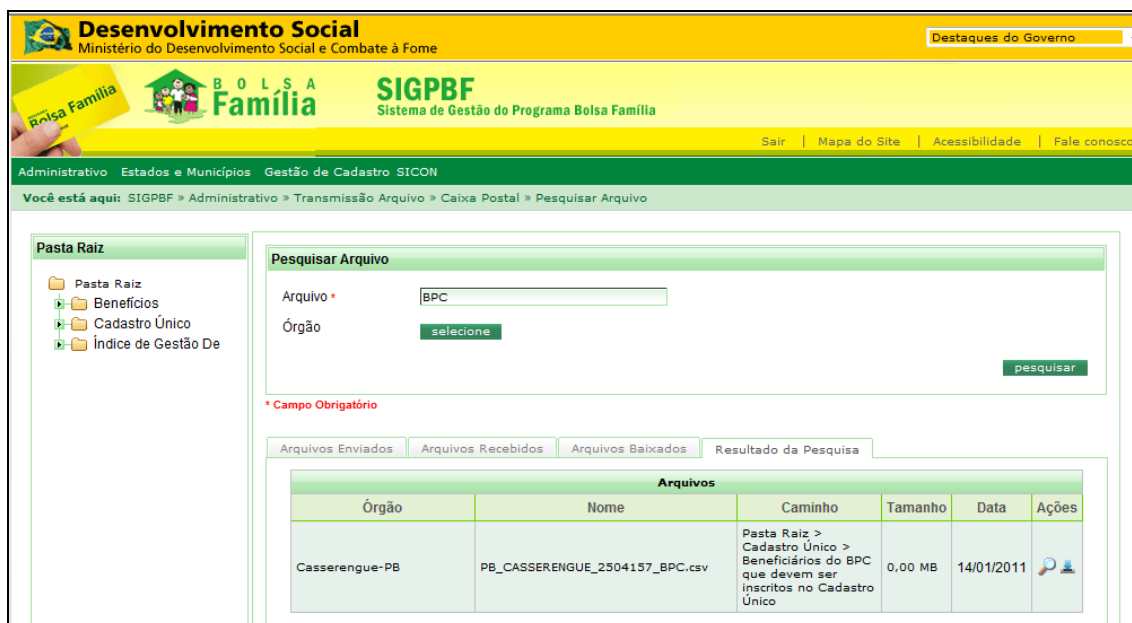 Desenvolvimento Social
Ministério do Desenvolvimento Social e Combate à Fome
Destaques do Governo
Bolsa Família
BOLSA
Família
SIGPBF
Sistema de Gestão do Programa Bolsa Família
Sair | Mapa do Site | Acessibilidade | Fale conosco
Administrativo Estados e Municípios Gestão de Cadastro SICON
Você está aqui: SIGPBF » Administrativo » Transmissão Arquivo » Caixa Postal » Pesquisar Arquivo
Pasta Raiz
Pasta Raiz
Benefícios
Cadastro Único
Índice de Gestão De
Pesquisar Arquivo
Arquivo * BPC
Órgão selecione
pesquisar
* Campo Obrigatório
Arquivos Enviados Arquivos Recebidos Arquivos Baixados Resultado da Pesquisa
Arquivos
Órgão Nome Caminho Tamanho Data Ações
Casserengue-PB PB_CASSERENGUE_2504157_BPC.csv
Pasta Raiz >
Cadastro Único >
Beneficiários do BPC
que devem ser
inscritos no Cadastro
Único
0,00 MB 14/01/2011